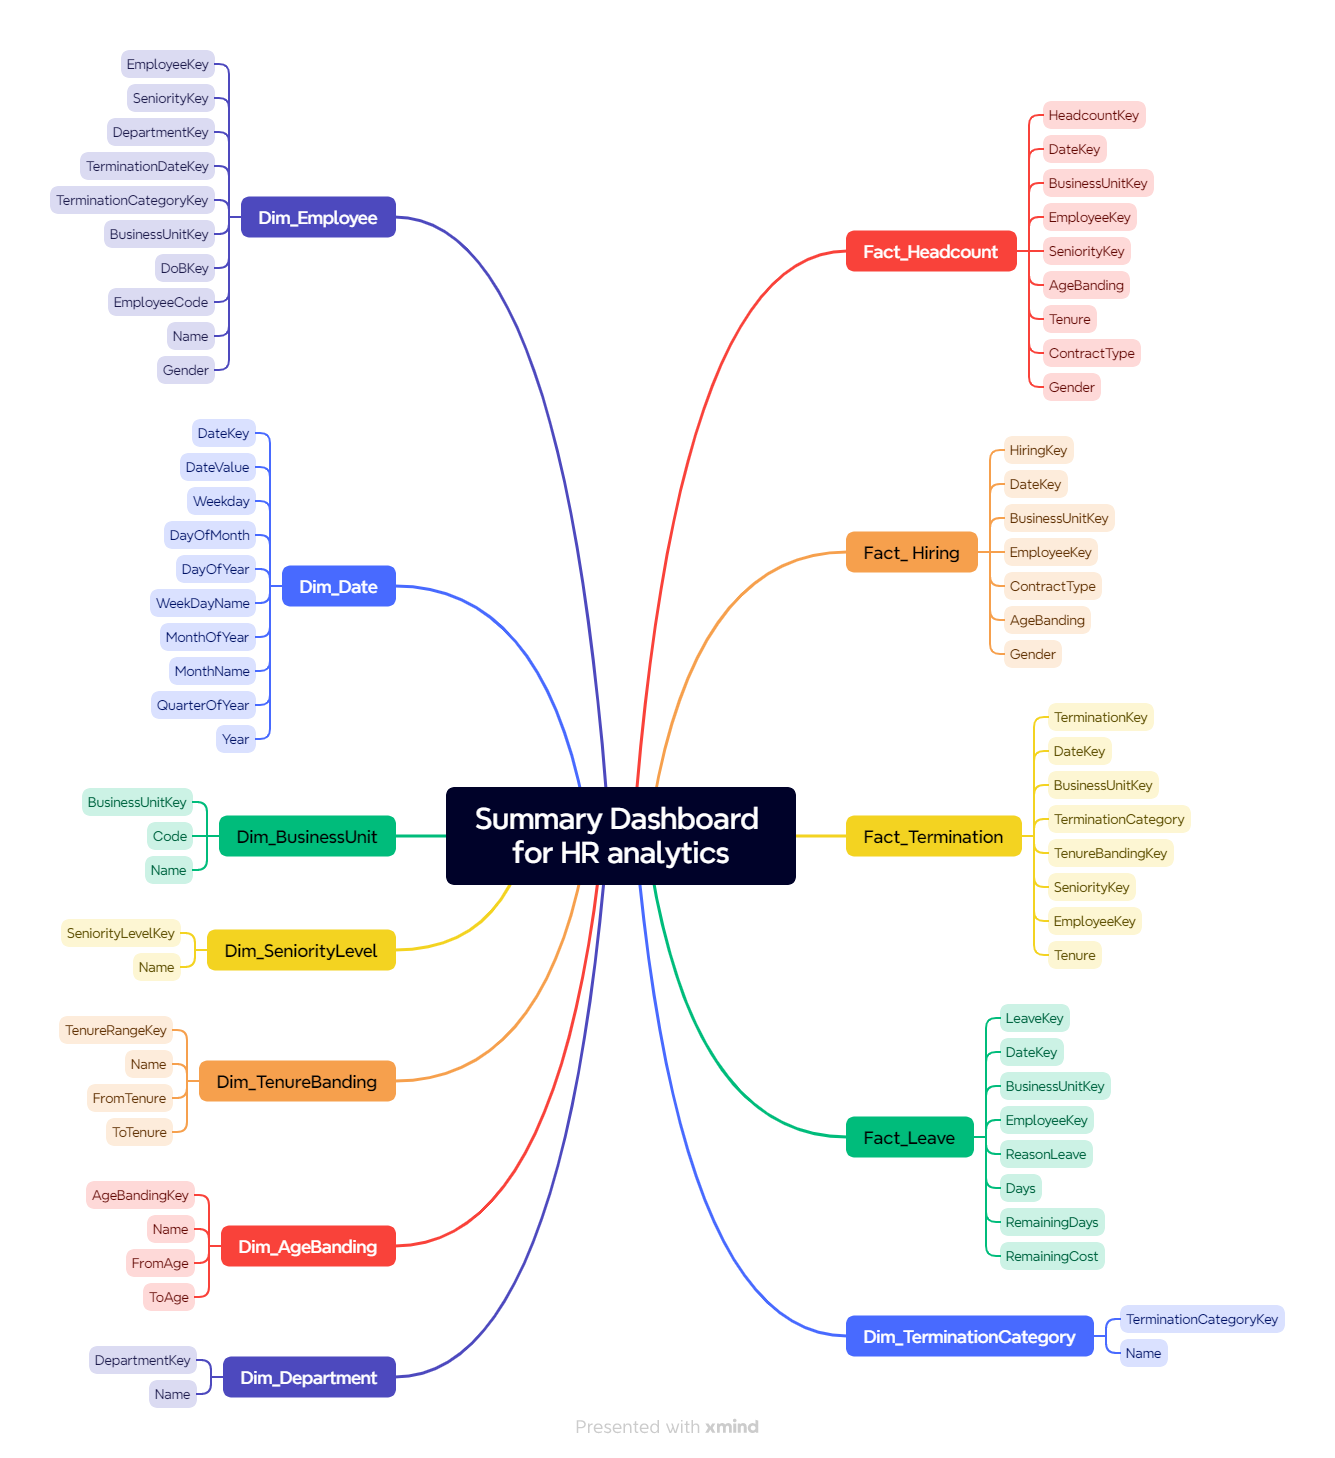 Summary Dashboard
for HR analytics
Fact_Headcount
HeadcountKey
DateKey
BusinessUnitKey
EmployeeKey
SeniorityKey
AgeBanding
Tenure
ContractType
Gender
Fact_ Hiring
HiringKey
DateKey
BusinessUnitKey
EmployeeKey
ContractType
AgeBanding
Gender
Fact_Termination
TerminationKey
DateKey
BusinessUnitKey
TerminationCategory
TenureBandingKey
SeniorityKey
EmployeeKey
Tenure
Fact_Leave
LeaveKey
DateKey
BusinessUnitKey
EmployeeKey
ReasonLeave
Days
RemainingDays
RemainingCost
Dim_TerminationCategory
TerminationCategoryKey
Name
Dim_Employee
EmployeeKey
SeniorityKey
DepartmentKey
TerminationDateKey
TerminationCategoryKey
BusinessUnitKey
DoBKey
EmployeeCode
Name
Gender
Dim_Date
DateKey
DateValue
Weekday
DayOfMonth
DayOfYear
WeekDayName
MonthOfYear
MonthName
QuarterOfYear
Year
Dim_BusinessUnit
BusinessUnitKey
Code
Name
Dim_SeniorityLevel
SeniorityLevelKey
Name
Dim_TenureBanding
TenureRangeKey
Name
FromTenure
ToTenure
Dim_AgeBanding
AgeBandingKey
Name
FromAge
ToAge
Dim_Department
DepartmentKey
Name
Presented with xmind